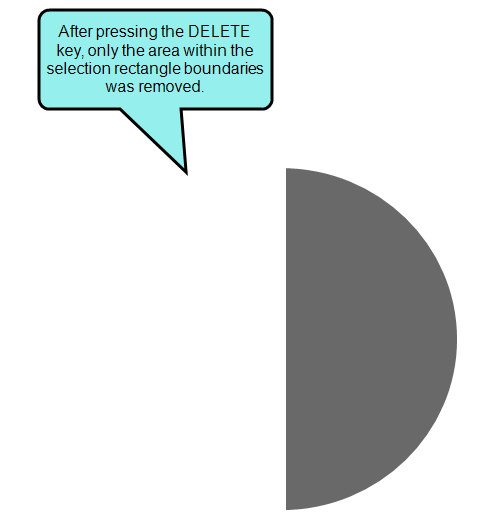 After pressing the DELETE
key, only the area within the
selection rectangle boundaries
was removed.